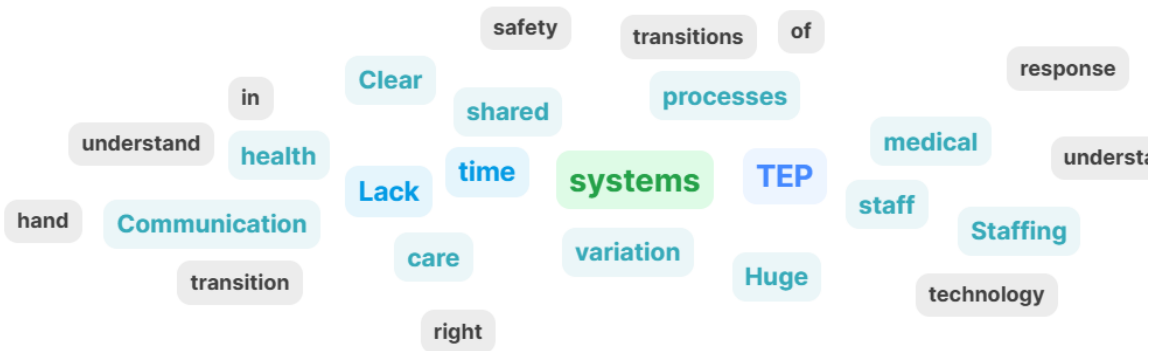 safety
transitions
of
response
Clear
in
shared
processes
understand
health
medical
understa
Lack
time
systems
TEP
staff
hand
Communication
Staffing
care
variation
Huge
transition
technology
right